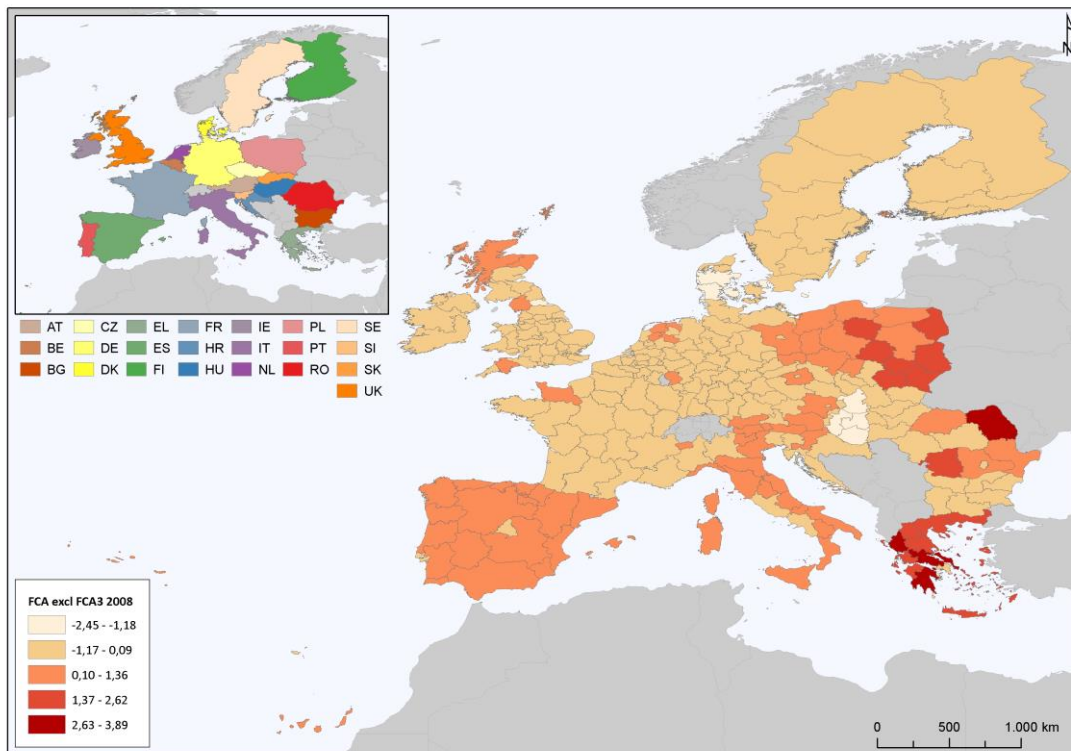 N
AT CZ EL FR IE PL SE
BE DE ES HR IT PT SI
BG DK FI HU NL RO SK
UK
FCA excl FCA3 2008
-2,45 - -1,18
-1,17 - 0,09
0,10 - 1,36
1,37 - 2,62
2,63 - 3,89
0 500 1.000 km